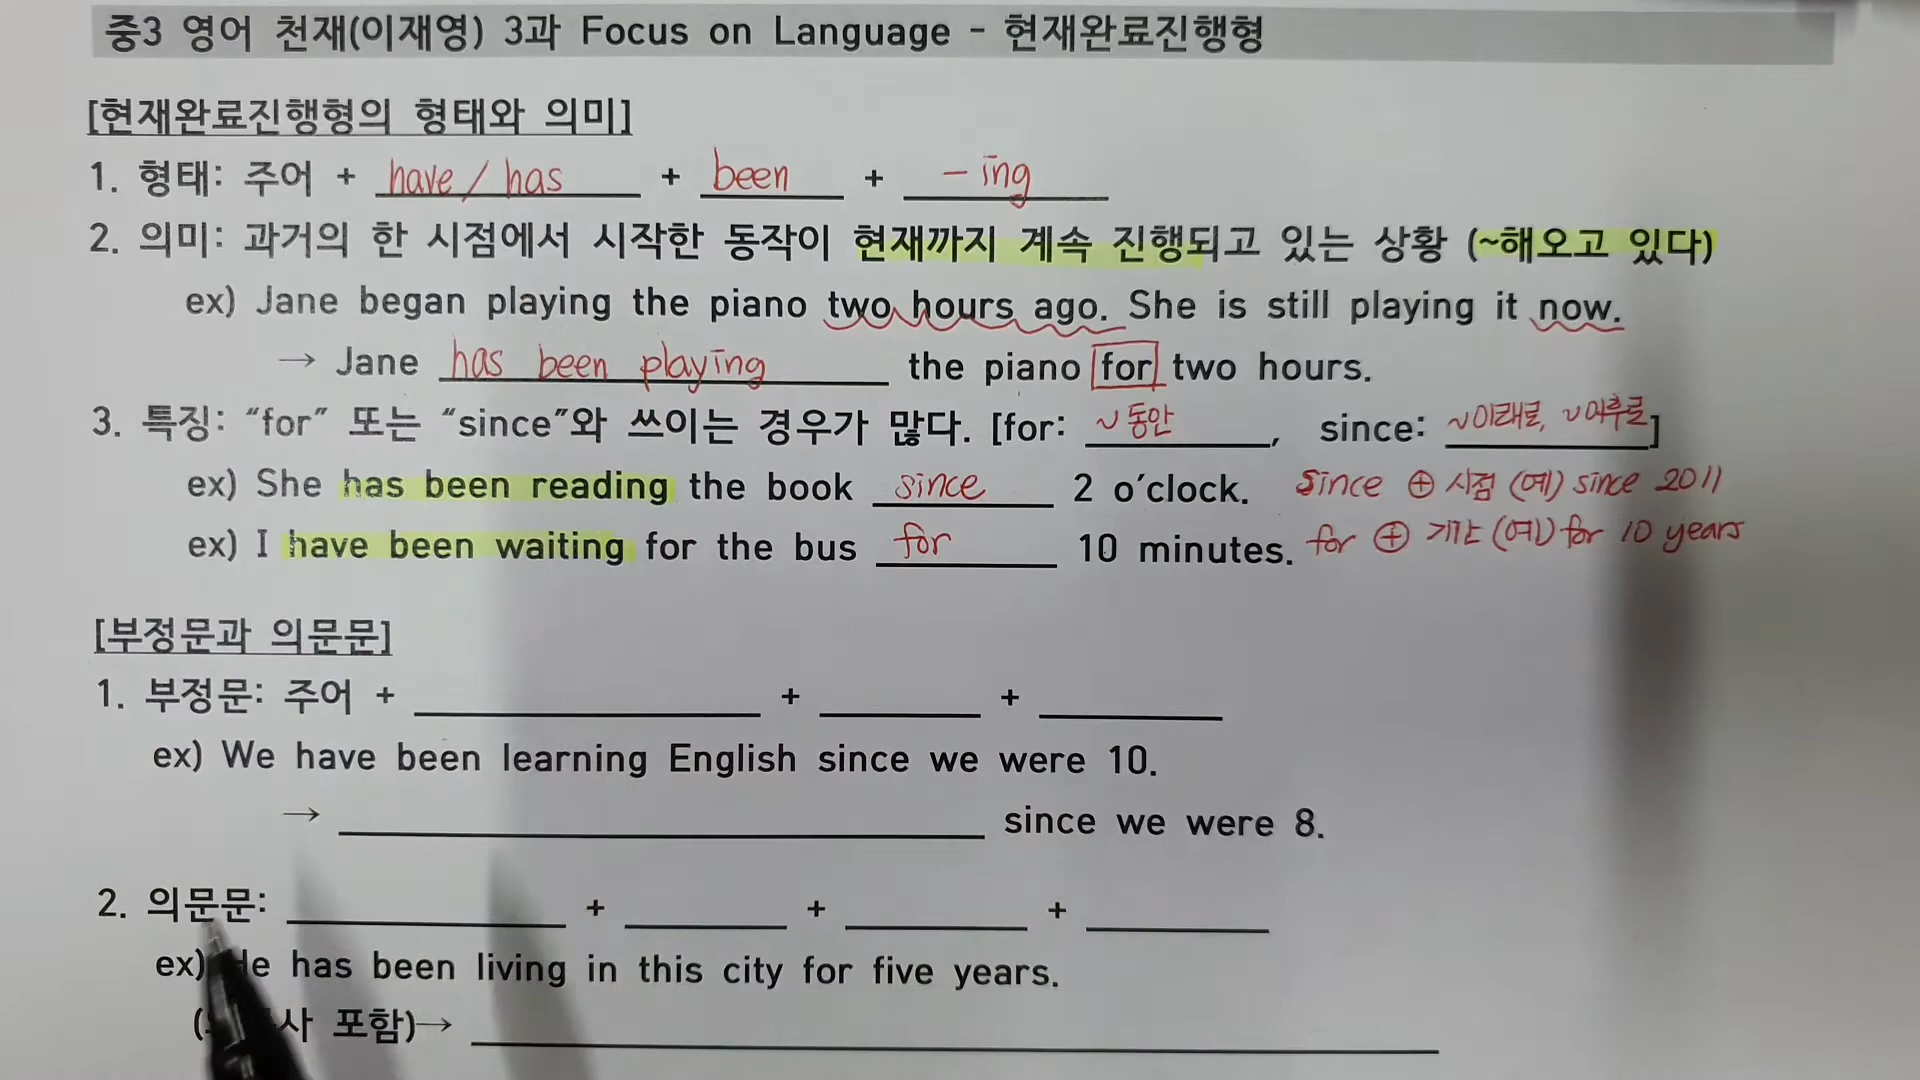 중3 영어 천재(이재영) 3과 Focus on Language - 현재완료진행형
[현재완료진행형의 형태와 의미]
1. 형태: 주어 + have / has + been + -ing
2. 의미: 과거의 한 시점에서 시작한 동작이 현재까지 계속 진행되고 있는 상황 (~해오고 있다)
ex) Jane began playing the piano two hours ago. She is still playing it now.
→ Jane has been playing the piano for two hours.
3. 특징: “for” 또는 “since”와 쓰이는 경우가 많다. [for: ~동안, since: ~이래로, ~이후로]
ex) She has been reading the book since 2 o'clock. since ⊕ 시점 (예) since 2011
ex) I have been waiting for the bus for 10 minutes. for ⊕ 기간 (예) for 10 years
[부정문과 의문문]
1. 부정문: 주어 + ____ + ____ + ____
ex) We have been learning English since we were 10.
→ ____ since we were 8.
2. 의문문: ____ + ____ + ____ + ____
ex) He has been living in this city for five years.
포함)→ ____